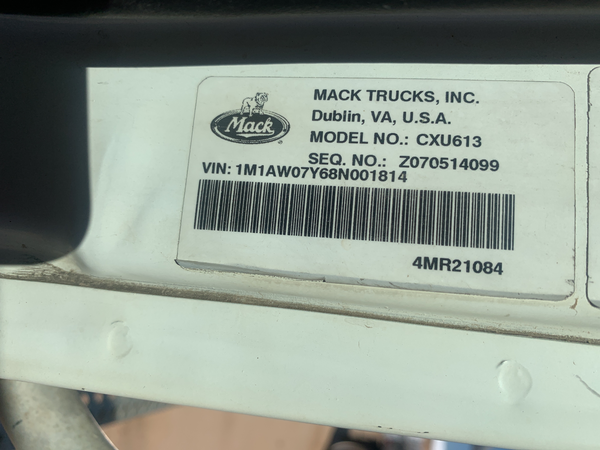 Mack
MACK TRUCKS, INC.
Dublin, VA, U.S.A.
MODEL NO.: CXU613
SEQ. NO.: Z070514099
VIN: 1M1AW07Y68N001814
4MR21084